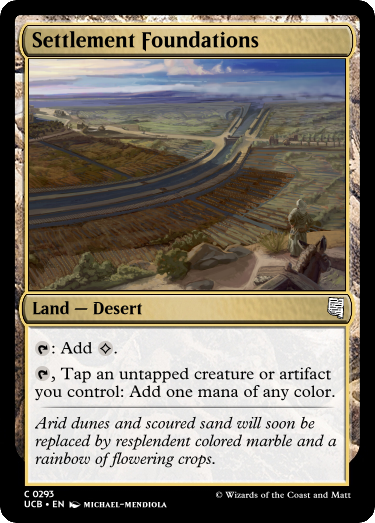 Settlement Foundations
Land — Desert
: Add .
, Tap an untapped creature or artifact
you control: Add one mana of any color.
Arid dunes and scoured sand will soon be
replaced by resplendent colored marble and a
rainbow of flowering crops.
C 0293
UCB • EN MICHAEL-MENDIOLA
© Wizards of the Coast and Matt